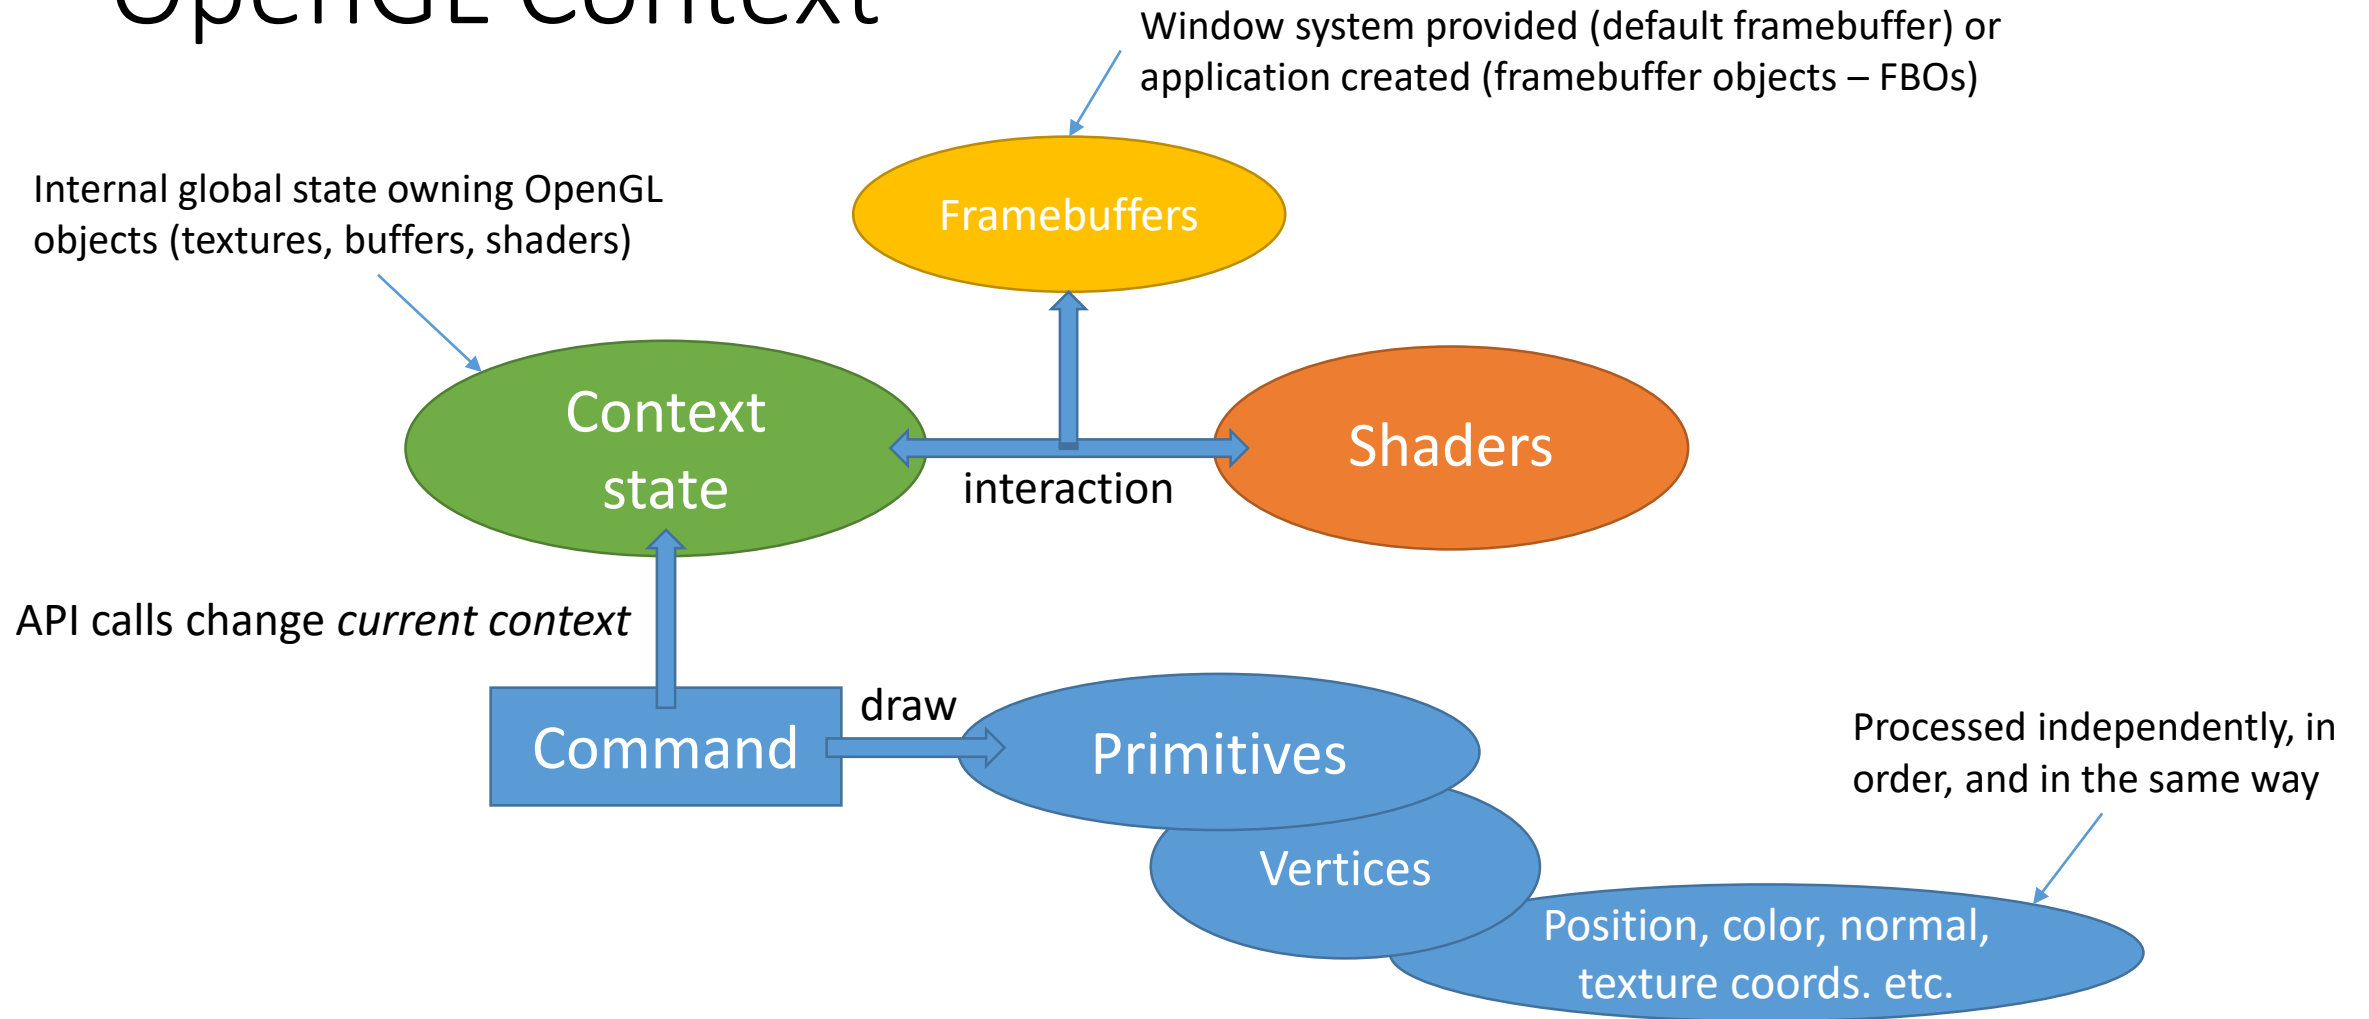 OpenGL Context
Window system provided (default framebuffer) or
application created (framebuffer objects – FBOs)
Internal global state owning OpenGL
objects (textures, buffers, shaders)
Framebuffers
Context
state
Shaders
interaction
API calls change current context
Command
draw
Primitives
Vertices
Processed independently, in
order, and in the same way
Position, color, normal,
texture coords. etc.